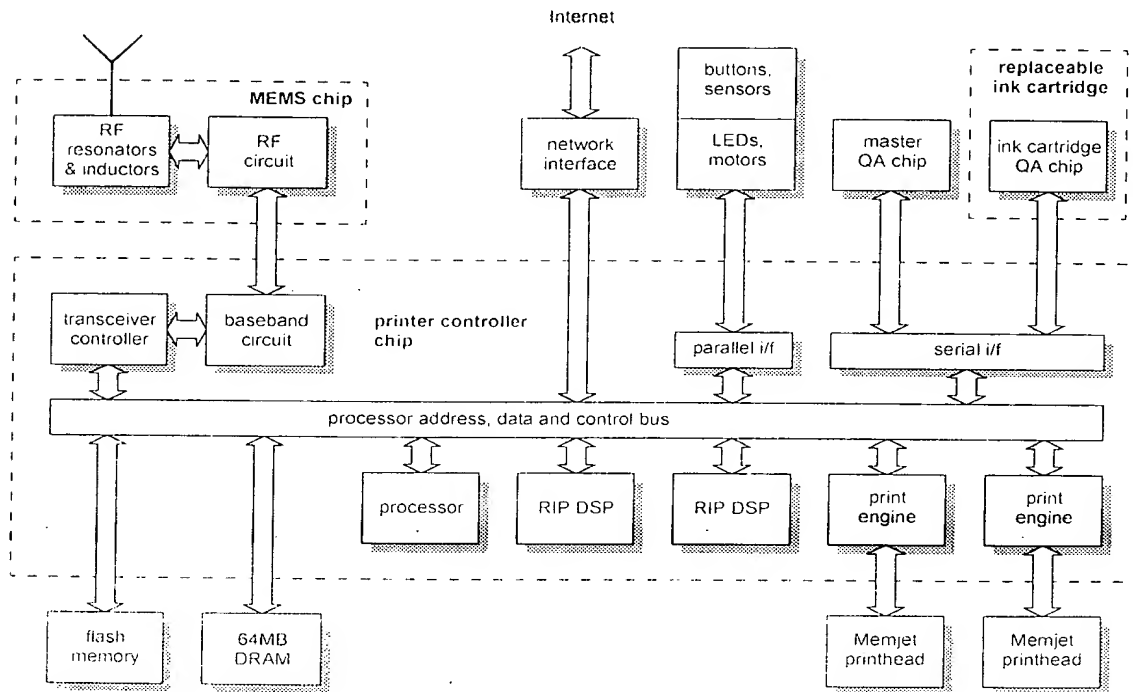 Internet
MEMS chip
RF
resonators
& inductors
RF
circuit
network
interface
buttons,
sensors
LEDs,
motors
master
QA chip
replaceable
ink cartridge
ink cartridge
QA chip
transceiver
controller
baseband
circuit
printer controller
chip
parallel i/f
serial i/f
processor address, data and control bus
processor
RIP DSP
RIP DSP
print
engine
print
engine
flash
memory
64MB
DRAM
Memjet
printhead
Memjet
printhead